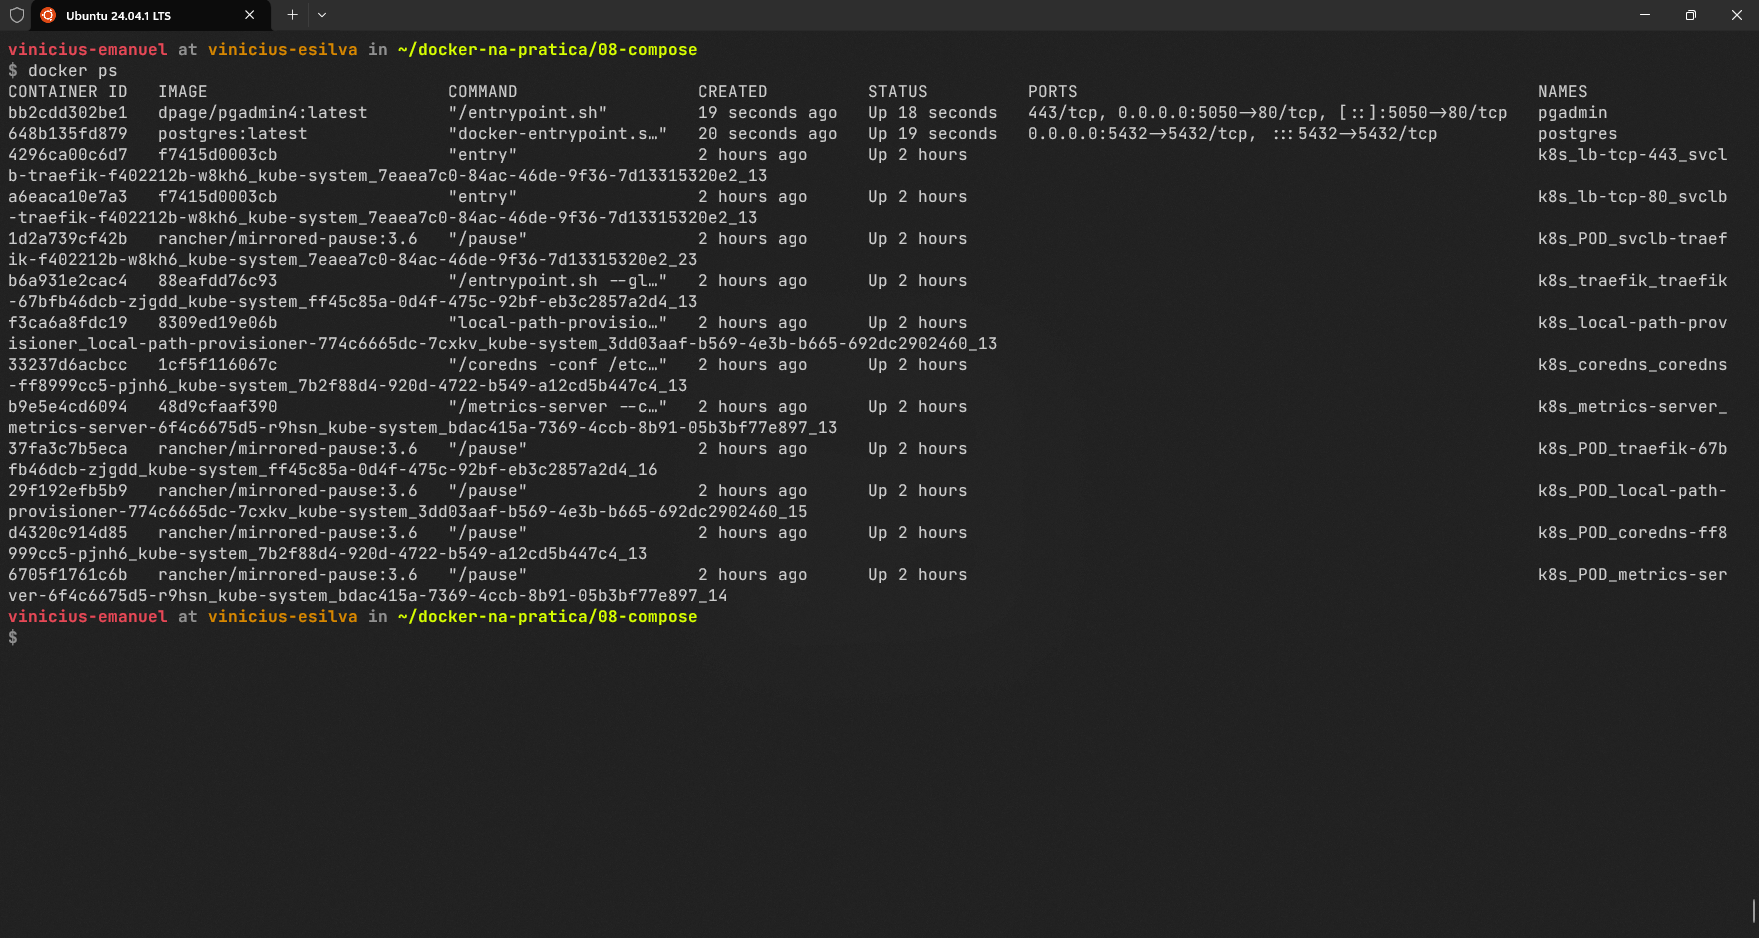 Ubuntu 24.04.1 LTS
vinicius-emanuel at vinicius-esilva in ~/docker-na-pratica/08-compose
$ docker ps
CONTAINER ID   IMAGE                        COMMAND                  CREATED          STATUS          PORTS                                              NAMES
bb2cdd302be1   dpage/pgadmin4:latest        "/entrypoint.sh"         19 seconds ago   Up 18 seconds   443/tcp, 0.0.0.0:5050->80/tcp, [::]:5050->80/tcp   pgadmin
648b135fd879   postgres:latest              "docker-entrypoint.s…"   20 seconds ago   Up 19 seconds   0.0.0.0:5432->5432/tcp, :::5432->5432/tcp          postgres
4296ca00c6d7   f7415d0003cb                 "entry"                  2 hours ago      Up 2 hours                                                         k8s_lb-tcp-443_svcl
b-traefik-f402212b-w8kh6_kube-system_7eaea7c0-84ac-46de-9f36-7d13315320e2_13
a6eaca10e7a3   f7415d0003cb                 "entry"                  2 hours ago      Up 2 hours                                                         k8s_lb-tcp-80_svclb
-traefik-f402212b-w8kh6_kube-system_7eaea7c0-84ac-46de-9f36-7d13315320e2_13
1d2a739cf42b   rancher/mirrored-pause:3.6   "/pause"                 2 hours ago      Up 2 hours                                                         k8s_POD_svclb-traef
ik-f402212b-w8kh6_kube-system_7eaea7c0-84ac-46de-9f36-7d13315320e2_23
b6a931e2cac4   88eafdd76c93                 "/entrypoint.sh --gl…"   2 hours ago      Up 2 hours                                                         k8s_traefik_traefik
-67bfb46dcb-zjgdd_kube-system_ff45c85a-0d4f-475c-92bf-eb3c2857a2d4_13
f3ca6a8fdc19   8309ed19e06b                 "local-path-provisio…"   2 hours ago      Up 2 hours                                                         k8s_local-path-prov
isioner_local-path-provisioner-774c6665dc-7cxkv_kube-system_3dd03aaf-b569-4e3b-b665-692dc2902460_13
33237d6acbcc   1cf5f116067c                 "/coredns -conf /etc…"   2 hours ago      Up 2 hours                                                         k8s_coredns_coredns
-ff8999cc5-pjnh6_kube-system_7b2f88d4-920d-4722-b549-a12cd5b447c4_13
b9e5e4cd6094   48d9cfaaf390                 "/metrics-server --c…"   2 hours ago      Up 2 hours                                                         k8s_metrics-server_
metrics-server-6f4c6675d5-r9hsn_kube-system_bdac415a-7369-4ccb-8b91-05b3bf77e897_13
37fa3c7b5eca   rancher/mirrored-pause:3.6   "/pause"                 2 hours ago      Up 2 hours                                                         k8s_POD_traefik-67b
fb46dcb-zjgdd_kube-system_ff45c85a-0d4f-475c-92bf-eb3c2857a2d4_16
29f192efb5b9   rancher/mirrored-pause:3.6   "/pause"                 2 hours ago      Up 2 hours                                                         k8s_POD_local-path-
provisioner-774c6665dc-7cxkv_kube-system_3dd03aaf-b569-4e3b-b665-692dc2902460_15
d4320c914d85   rancher/mirrored-pause:3.6   "/pause"                 2 hours ago      Up 2 hours                                                         k8s_POD_coredns-ff8
999cc5-pjnh6_kube-system_7b2f88d4-920d-4722-b549-a12cd5b447c4_13
6705f1761c6b   rancher/mirrored-pause:3.6   "/pause"                 2 hours ago      Up 2 hours                                                         k8s_POD_metrics-ser
ver-6f4c6675d5-r9hsn_kube-system_bdac415a-7369-4ccb-8b91-05b3bf77e897_14
vinicius-emanuel at vinicius-esilva in ~/docker-na-pratica/08-compose
$